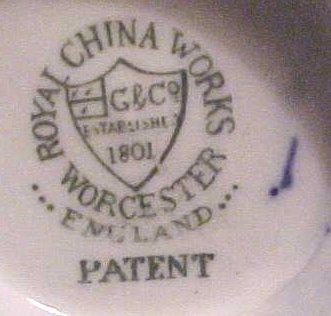 ROYAL CHINA WORKS
G&Co
ESTABLISHED
1801
WORCESTER
ENGLAND
PATENT